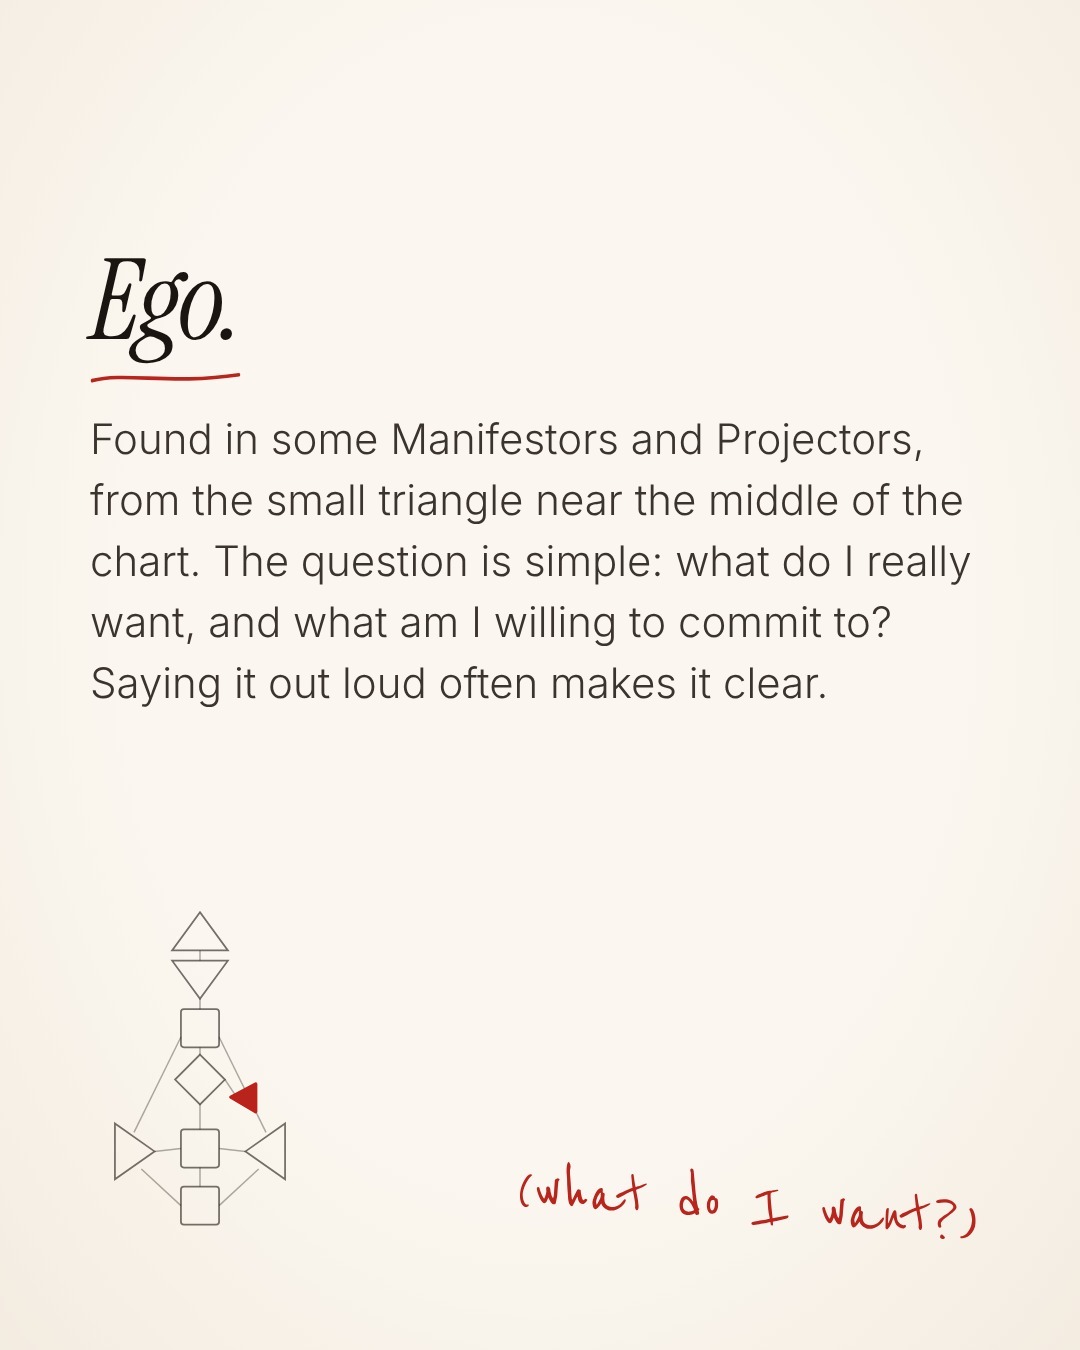 Ego.
Found in some Manifestors and Projectors,
from the small triangle near the middle of the
chart. The question is simple: what do I really
want, and what am I willing to commit to?
Saying it out loud often makes it clear.
(what do I want?)